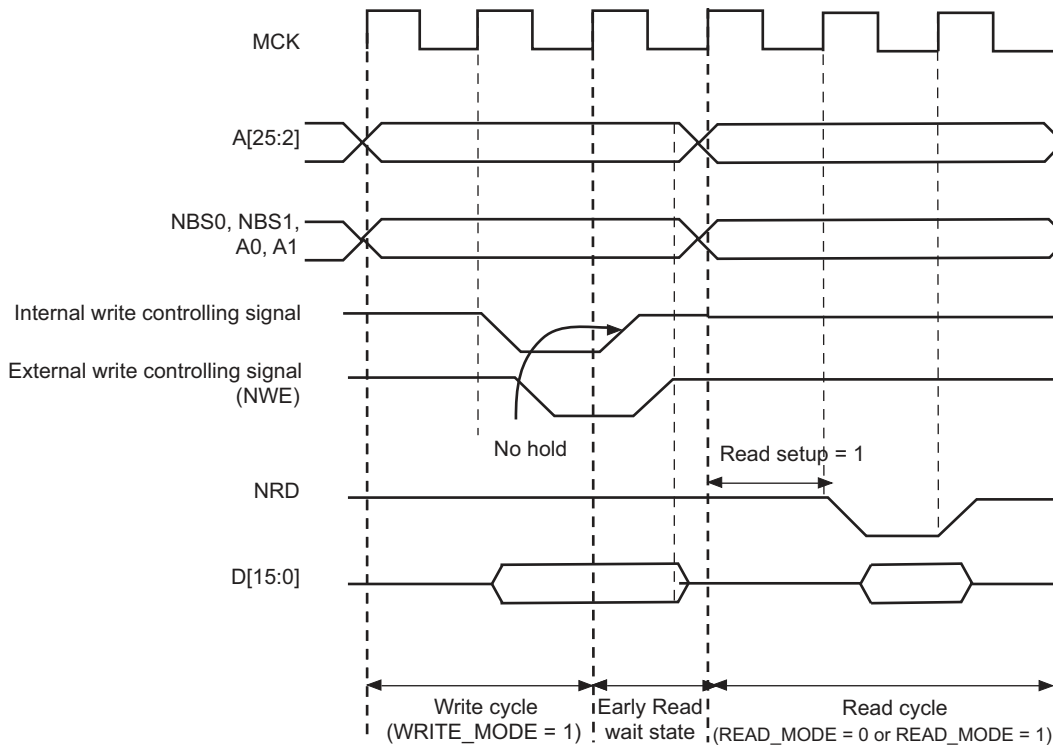 MCK
A[25:2]
NBS0, NBS1,
A0, A1
Internal write controlling signal
External write controlling signal
(NWE)
No hold
Read setup = 1
NRD
D[15:0]
Write cycle
(WRITE_MODE = 1)
Early Read
wait state
Read cycle
(READ_MODE = 0 or READ_MODE = 1)